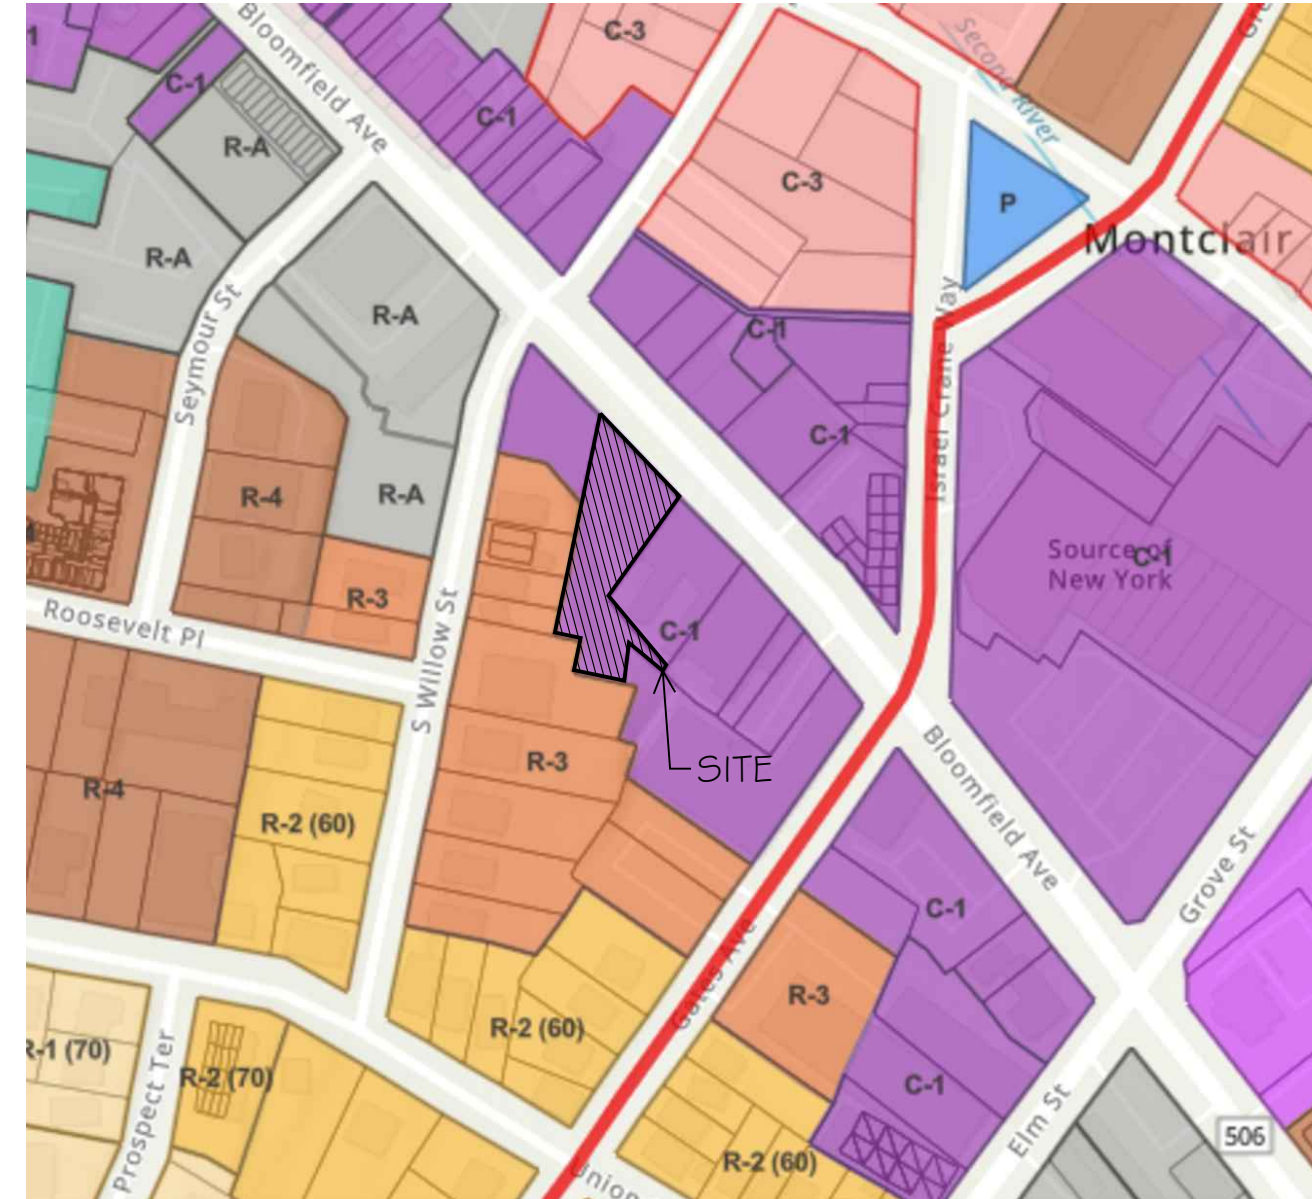 Bloomfield Ave
C-3
Second River
1
C-1
C-1
R-A
C-3
P
Montclair
R-A
R-A
Seymour St
C-1
Israel Crane Way
C-1
R-A
R-4
Source of
New York
C-1
R-3
Roosevelt Pl
C-1
S Willow St
SITE
R-3
Bloomfield Ave
R-4
R-2 (60)
Grove St
C-1
Gates Ave
R-3
R-2 (60)
R-1 (70)
R-2 (70)
Prospect Ter
C-1
Elm St
506
R-2 (60)
Union